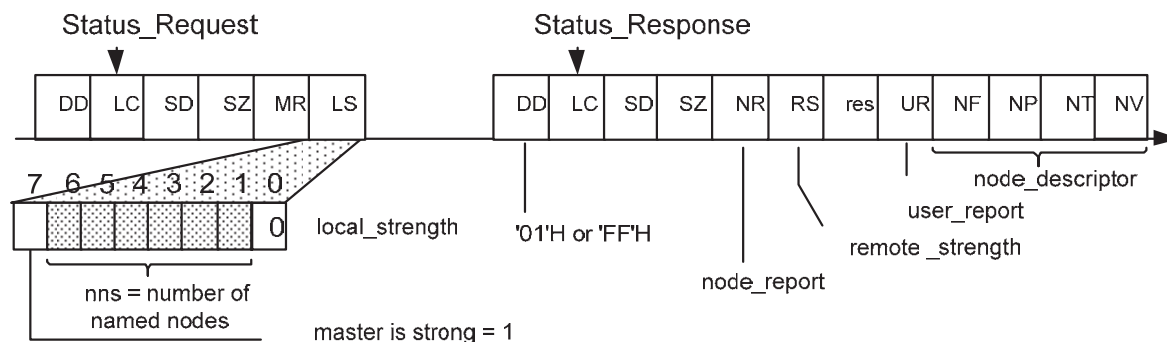 Status_Request
Status_Response
DD LC SD SZ MR LS
DD LC SD SZ NR RS res UR NF NP NT NV
7 6 5 4 3 2 1 0
0
local_strength
'01'H or 'FF'H
node_descriptor
user_report
remote _strength
node_report
nns = number of
named nodes
master is strong = 1